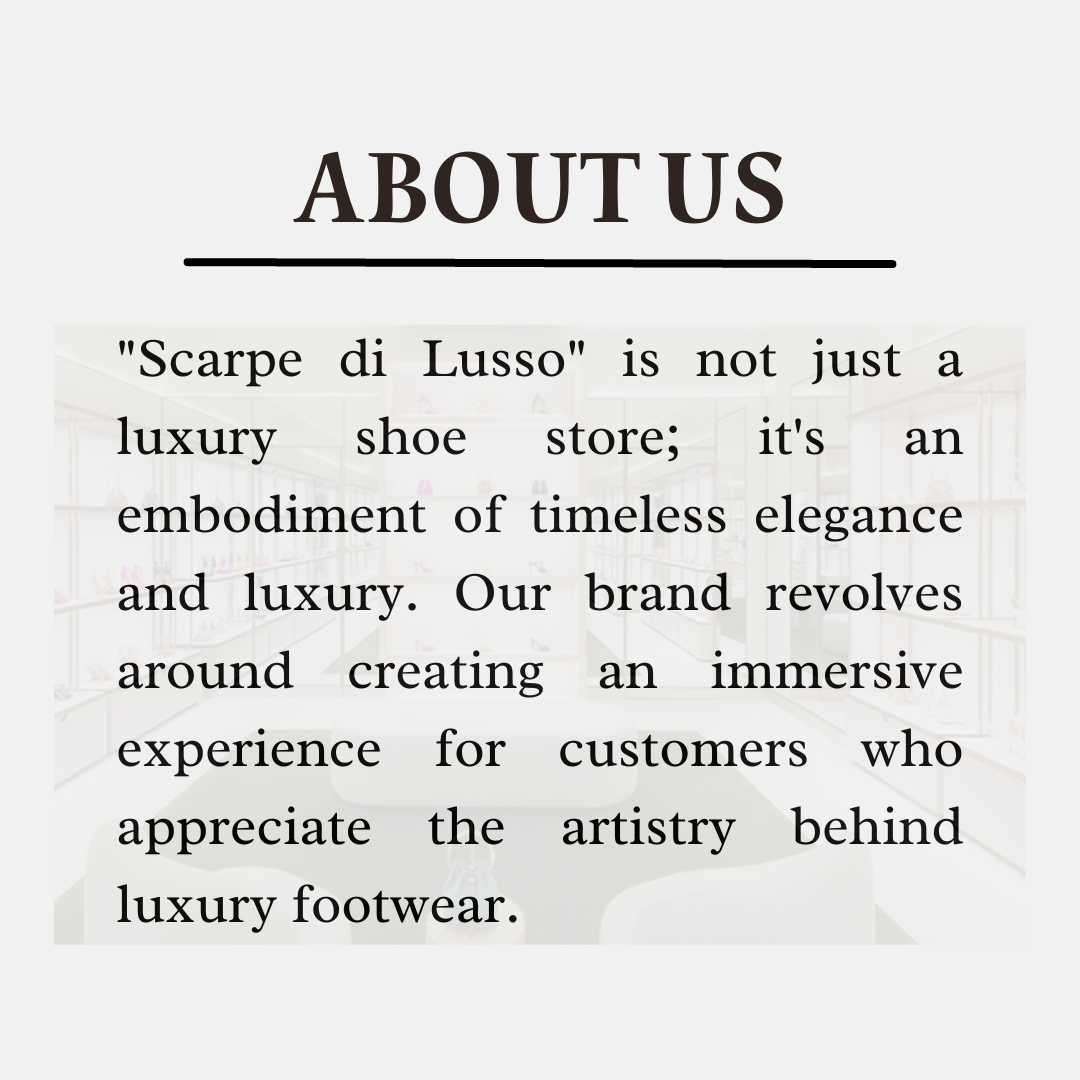 ABOUT US
"Scarpe di Lusso" is not just a
luxury shoe store; it's an
embodiment of timeless elegance
and luxury. Our brand revolves
around creating an immersive
experience for customers who
appreciate the artistry behind
luxury footwear.